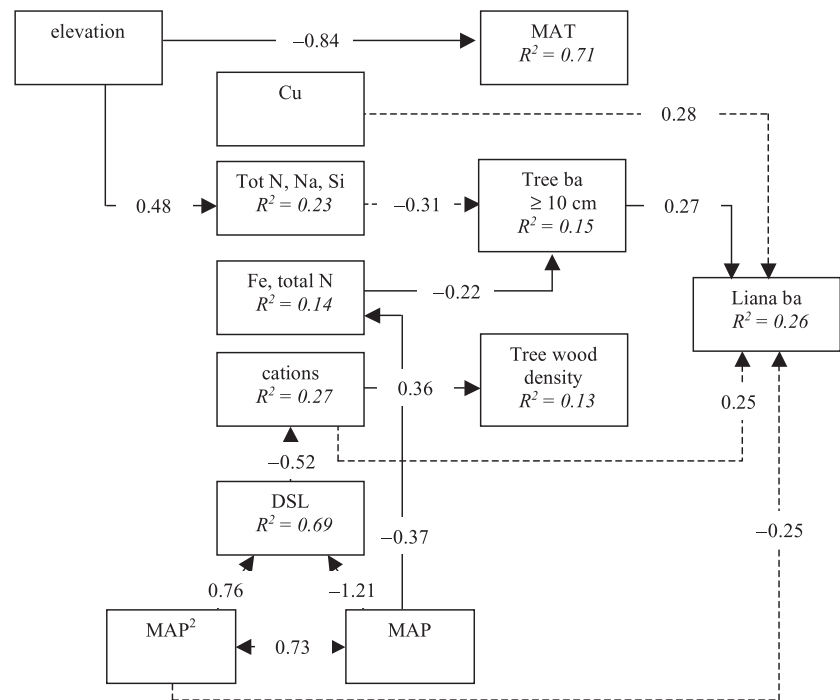 elevation
–0.84
MAT
R² = 0.71
Cu
0.28
Tot N, Na, Si
R² = 0.23
0.48
–0.31
Tree ba
≥ 10 cm
R² = 0.15
0.27
Fe, total N
R² = 0.14
–0.22
Liana ba
R² = 0.26
cations
R² = 0.27
0.36
Tree wood
density
R² = 0.13
0.25
–0.52
DSL
R² = 0.69
–0.37
–0.25
0.76
–1.21
MAP²
0.73
MAP